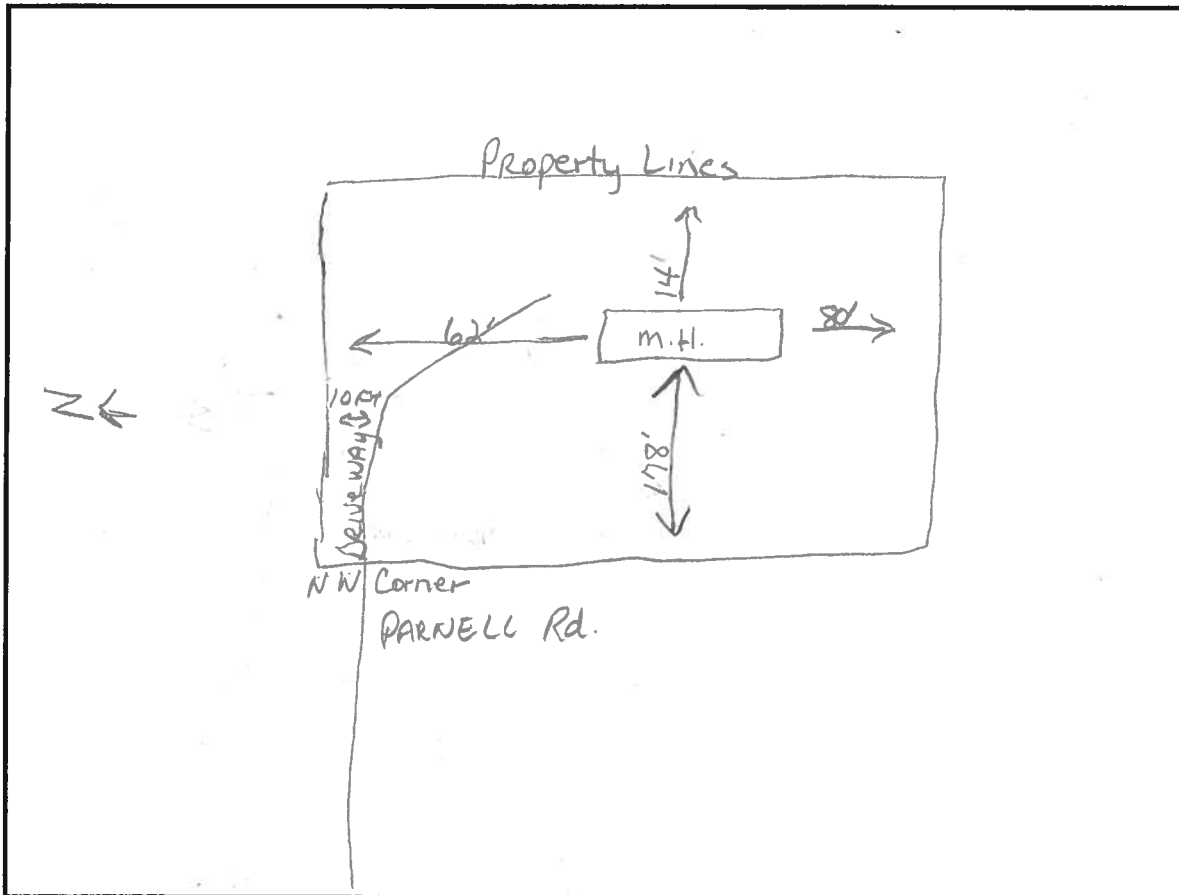 Property Lines
14'
62'
m.H.
80'
N
10 FT
DRIVEWAY
178'
NW Corner
PARNELL Rd.